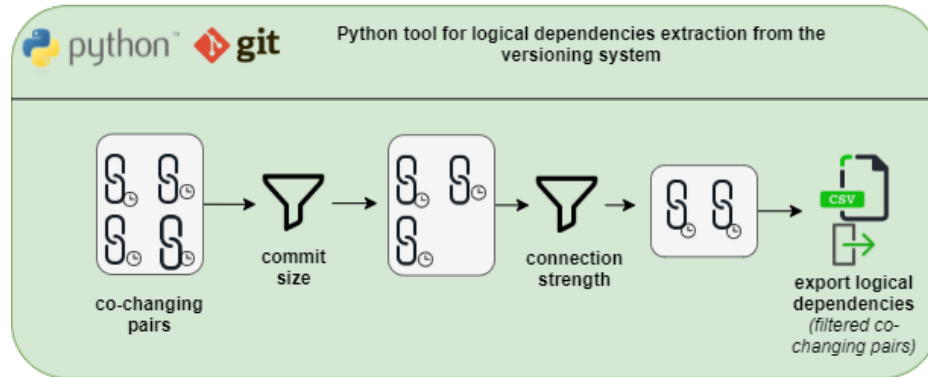 python™
git
Python tool for logical dependencies extraction from the
versioning system
co-changing
pairs
commit
size
connection
strength
CSV
export logical
dependencies
(filtered co-
changing pairs)